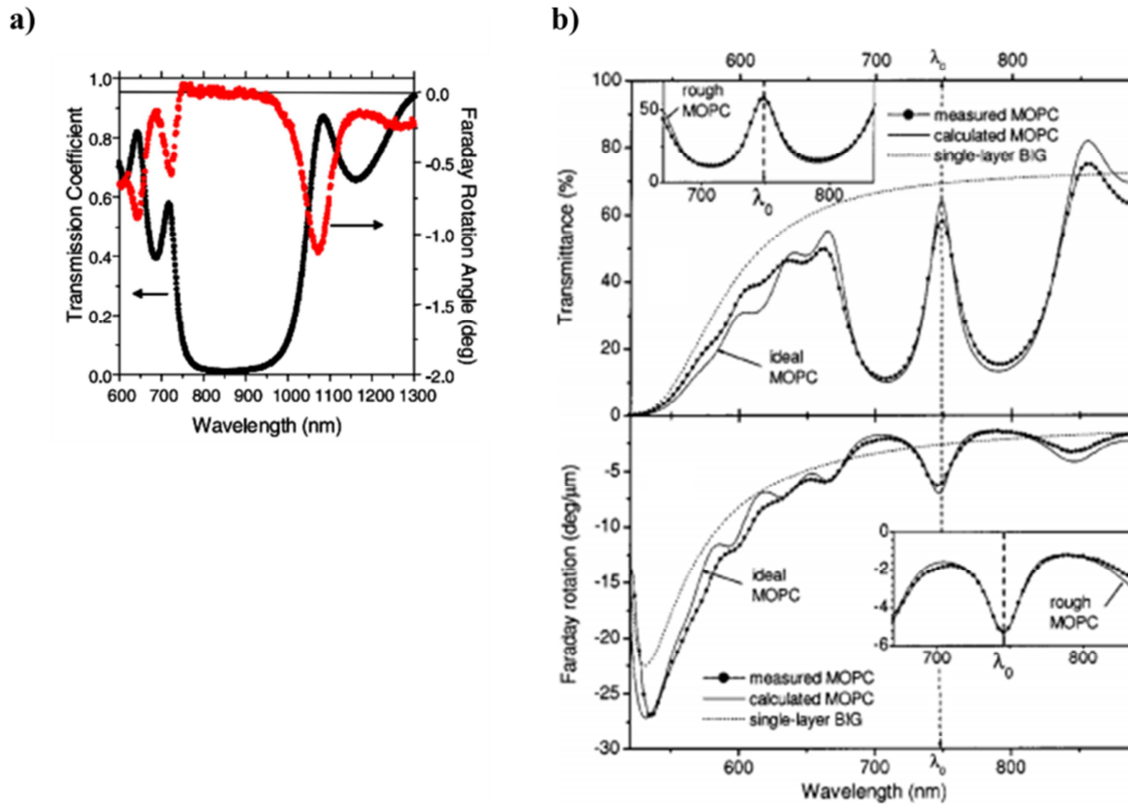 a)
1.0
0.8
0.6
0.4
0.2
0.0
Transmission Coefficient
0.0
-0.5
-1.0
-1.5
-2.0
Faraday Rotation Angle (deg)
600 700 800 900 1000 1100 1200 1300
Wavelength (nm)
b)
600 700 λ₀ 800
100
80
60
40
20
0
Transmittance (%)
50
0
rough
MOPC
700 λ₀ 800
measured MOPC
calculated MOPC
single-layer BIG
ideal
MOPC
-5
-10
-15
-20
-25
-30
Faraday rotation (deg/μm)
ideal
MOPC
0
-2
-4
-6
rough
MOPC
700 λ₀ 800
measured MOPC
calculated MOPC
single-layer BIG
600 700 λ₀ 800
Wavelength (nm)